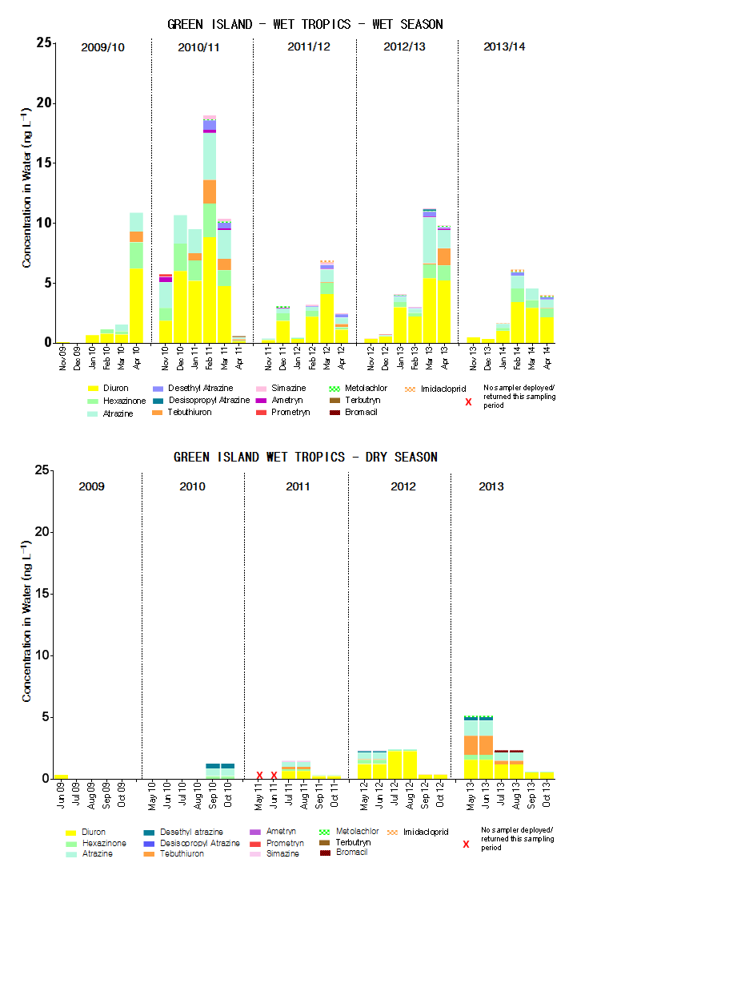 GREEN ISLAND - WET TROPICS - WET SEASON
Concentration in Water (ng L⁻¹)
25
20
15
10
5
0
2009/10
2010/11
2011/12
2012/13
2013/14
Nov 09
Dec 09
Jan 10
Feb 10
Mar 10
Apr 10
Nov 10
Dec 10
Jan 11
Feb 11
Mar 11
Apr 11
Nov 11
Dec 11
Jan 12
Feb 12
Mar 12
Apr 12
Nov 12
Dec 12
Jan 13
Feb 13
Mar 13
Apr 13
Nov 13
Dec 13
Jan 14
Feb 14
Mar 14
Apr 14
Diuron
Hexazinone
Atrazine
Desethyl Atrazine
Desisopropyl Atrazine
Tebuthiuron
Simazine
Ametryn
Prometryn
Metolachlor
Terbutryn
Bromacil
Imidacloprid
X
No sampler deployed/
returned this sampling
period
GREEN ISLAND WET TROPICS - DRY SEASON
Concentration in Water (ng L⁻¹)
25
20
15
10
5
0
2009
2010
2011
2012
2013
X
X
Jun 09
Jul 09
Aug 09
Sep 09
Oct 09
May 10
Jun 10
Jul 10
Aug 10
Sep 10
Oct 10
May 11
Jun 11
Jul 11
Aug 11
Sep 11
Oct 11
May 12
Jun 12
Jul 12
Aug 12
Sep 12
Oct 12
May 13
Jun 13
Jul 13
Aug 13
Sep 13
Oct 13
Diuron
Hexazinone
Atrazine
Desethyl atrazine
Desisopropyl Atrazine
Tebuthiuron
Ametryn
Prometryn
Simazine
Metolachlor
Terbutryn
Bromacil
Imidacloprid
X
No sampler deployed/
returned this sampling
period